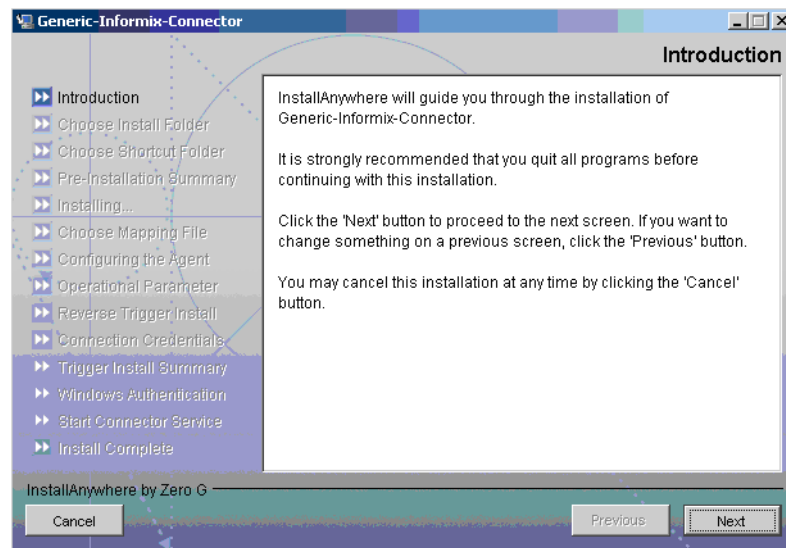 Generic-Informix-Connector
Introduction
Introduction
Choose Install Folder
Choose Shortcut Folder
Pre-Installation Summary
Installing...
Choose Mapping File
Configuring the Agent
Operational Parameter
Reverse Trigger Install
Connection Credentials
Trigger Install Summary
Windows Authentication
Start Connector Service
Install Complete
InstallAnywhere will guide you through the installation of
Generic-Informix-Connector.
It is strongly recommended that you quit all programs before
continuing with this installation.
Click the 'Next' button to proceed to the next screen. If you want to
change something on a previous screen, click the 'Previous' button.
You may cancel this installation at any time by clicking the 'Cancel'
button.
InstallAnywhere by Zero G
Cancel
Previous
Next